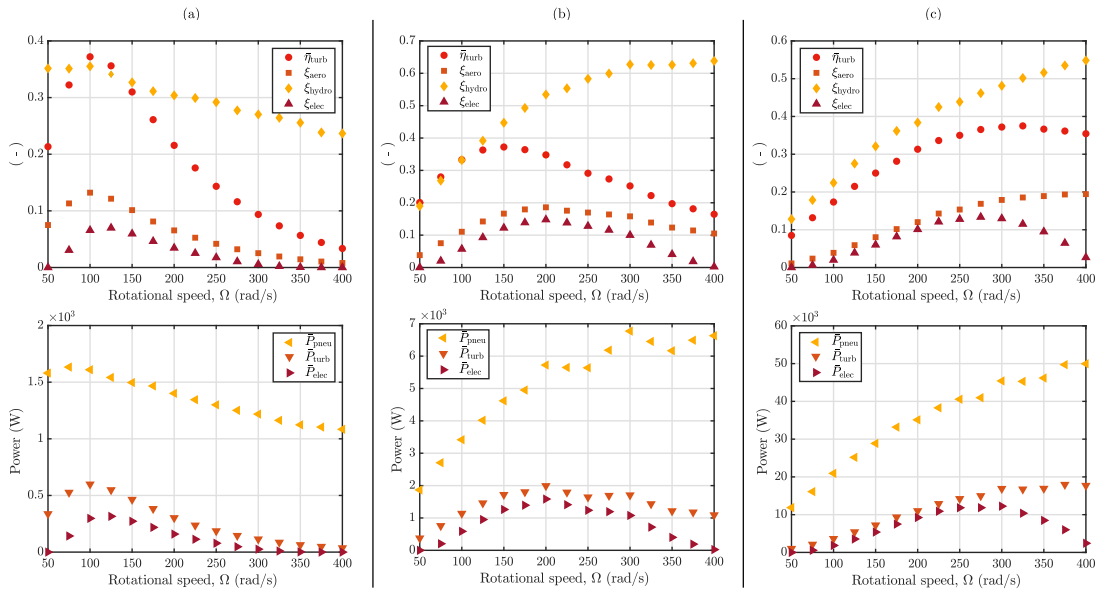 (a)
(b)
(c)
0.4
0.3
0.2
0.1
0
( - )
η̄turb
ξaero
ξhydro
ξelec
50 100 150 200 250 300 350 400
Rotational speed, Ω (rad/s)
0.7
0.6
0.5
0.4
0.3
0.2
0.1
0
( - )
η̄turb
ξaero
ξhydro
ξelec
50 100 150 200 250 300 350 400
Rotational speed, Ω (rad/s)
0.6
0.5
0.4
0.3
0.2
0.1
0
( - )
η̄turb
ξaero
ξhydro
ξelec
50 100 150 200 250 300 350 400
Rotational speed, Ω (rad/s)
×10³
2
1.5
1
0.5
0
Power (W)
P̄pneu
P̄turb
P̄elec
50 100 150 200 250 300 350 400
Rotational speed, Ω (rad/s)
×10³
7
6
5
4
3
2
1
0
Power (W)
P̄pneu
P̄turb
P̄elec
50 100 150 200 250 300 350 400
Rotational speed, Ω (rad/s)
×10³
60
50
40
30
20
10
0
Power (W)
P̄pneu
P̄turb
P̄elec
50 100 150 200 250 300 350 400
Rotational speed, Ω (rad/s)